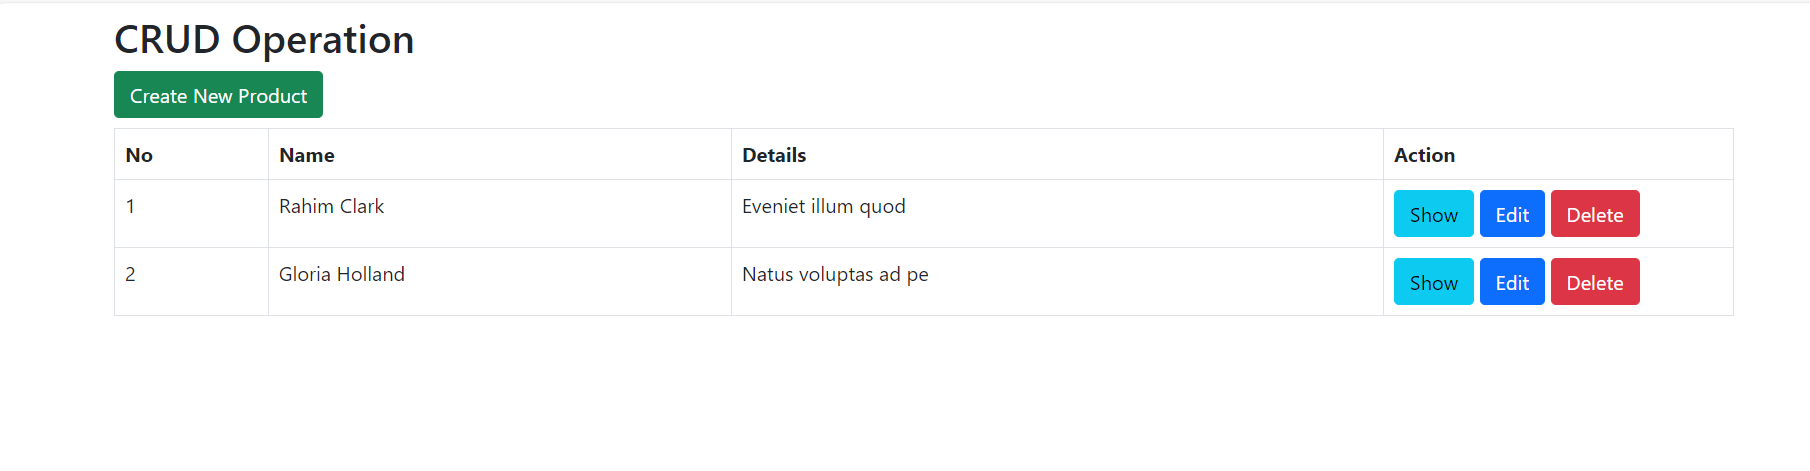 CRUD Operation
Create New Product
No Name Details Action
1 Rahim Clark Eveniet illum quod Show Edit Delete
2 Gloria Holland Natus voluptas ad pe Show Edit Delete